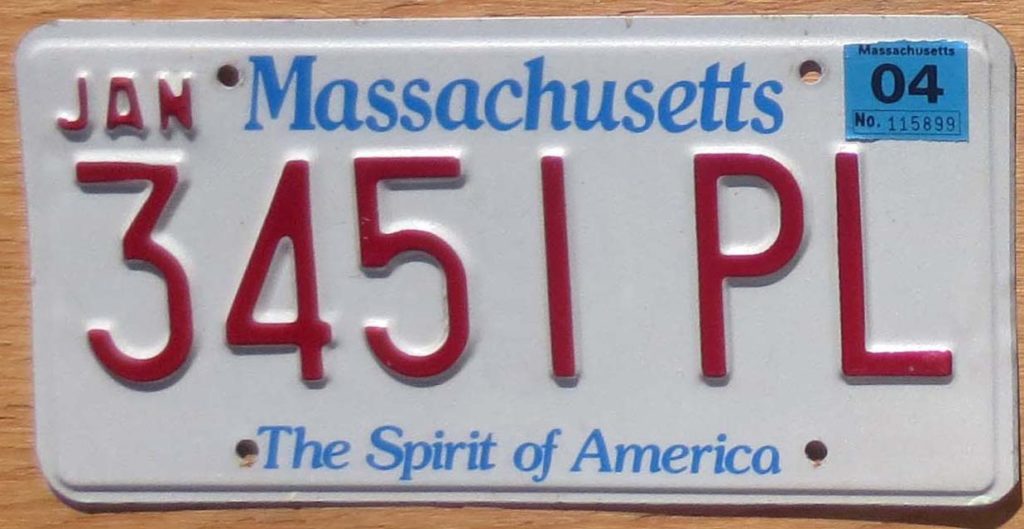 JAN
Massachusetts
Massachusetts
04
No. 115899
3451 PL
The Spirit of America